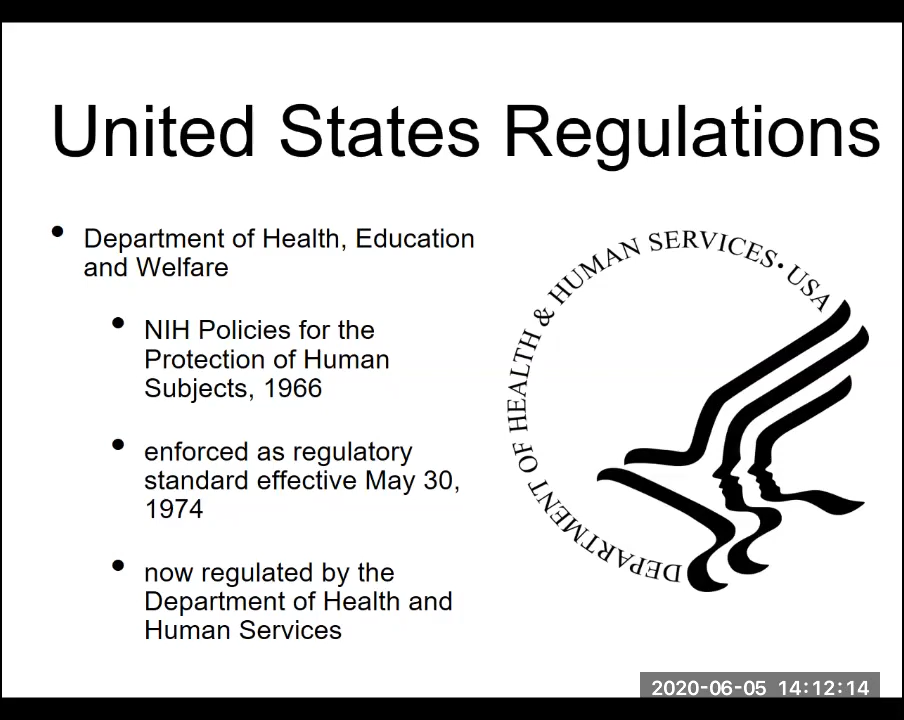 United States Regulations
• Department of Health, Education
and Welfare
• NIH Policies for the
Protection of Human
Subjects, 1966
• enforced as regulatory
standard effective May 30,
1974
• now regulated by the
Department of Health and
Human Services
DEPARTMENT OF HEALTH & HUMAN SERVICES • USA
2020-06-05 14:12:14